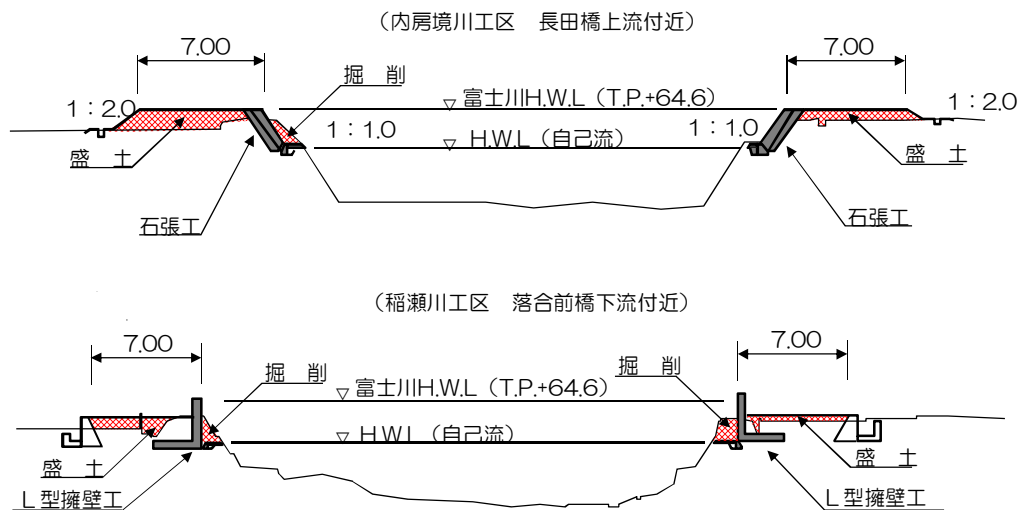 （内房境川工区　長田橋上流付近）
7.00
7.00
掘　削
1：2.0
富士川H.W.L（T.P.+64.6）
1：2.0
1：1.0
1：1.0
H.W.L（自己流）
盛　土
盛　土
石張工
石張工
（稲瀬川工区　落合前橋下流付近）
7.00
7.00
掘　削
掘　削
富士川H.W.L（T.P.+64.6）
H.W.L（自己流）
盛　土
盛　土
L型擁壁工
L型擁壁工